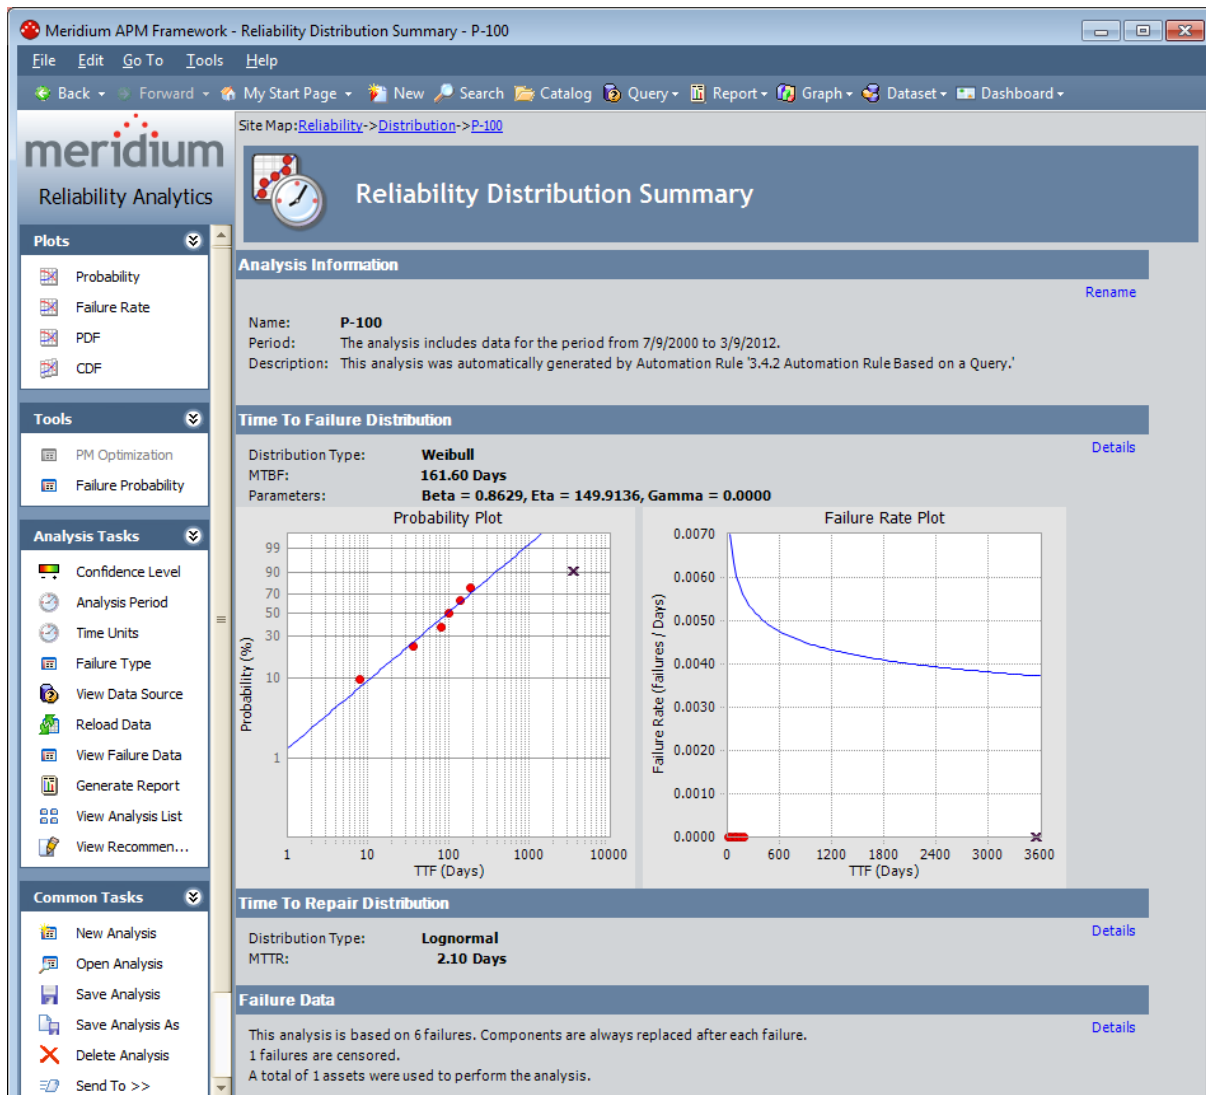 Meridium APM Framework - Reliability Distribution Summary - P-100
File Edit Go To Tools Help
Back Forward My Start Page New Search Catalog Query Report Graph Dataset Dashboard
meridium
Reliability Analytics
Plots
Probability
Failure Rate
PDF
CDF
Tools
PM Optimization
Failure Probability
Analysis Tasks
Confidence Level
Analysis Period
Time Units
Failure Type
View Data Source
Reload Data
View Failure Data
Generate Report
View Analysis List
View Recommen...
Common Tasks
New Analysis
Open Analysis
Save Analysis
Save Analysis As
Delete Analysis
Send To >>
Site Map:Reliability->Distribution->P-100
Reliability Distribution Summary
Analysis Information
Rename
Name: P-100
Period: The analysis includes data for the period from 7/9/2000 to 3/9/2012.
Description: This analysis was automatically generated by Automation Rule '3.4.2 Automation Rule Based on a Query.'
Time To Failure Distribution
Details
Distribution Type: Weibull
MTBF: 161.60 Days
Parameters: Beta = 0.8629, Eta = 149.9136, Gamma = 0.0000
Probability Plot
Probability (%)
99
90
70
50
30
10
1
1 10 100 1000 10000
TTF (Days)
Failure Rate Plot
Failure Rate (Failures / Days)
0.0070
0.0060
0.0050
0.0040
0.0030
0.0020
0.0010
0.0000
0 600 1200 1800 2400 3000 3600
TTF (Days)
Time To Repair Distribution
Details
Distribution Type: Lognormal
MTTR: 2.10 Days
Failure Data
Details
This analysis is based on 6 failures. Components are always replaced after each failure.
1 failures are censored.
A total of 1 assets were used to perform the analysis.